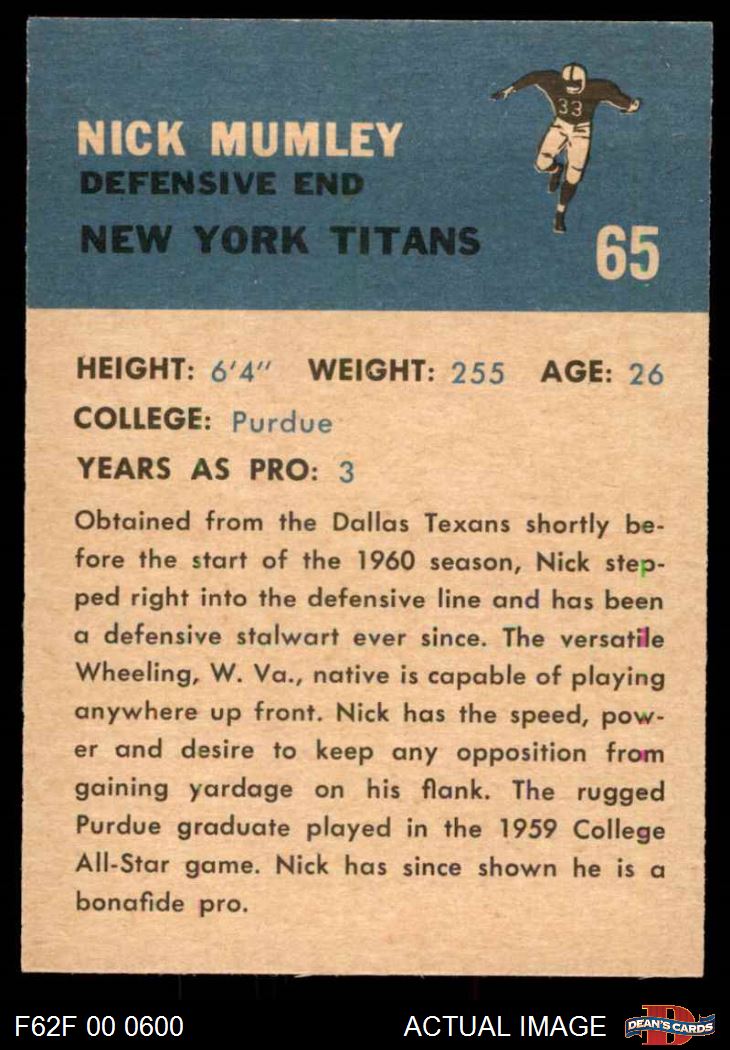 33
NICK MUMLEY
DEFENSIVE END
NEW YORK TITANS
65
HEIGHT: 6'4" WEIGHT: 255 AGE: 26
COLLEGE: Purdue
YEARS AS PRO: 3
Obtained from the Dallas Texans shortly be-
fore the start of the 1960 season, Nick step-
ped right into the defensive line and has been
a defensive stalwart ever since. The versatile
Wheeling, W. Va., native is capable of playing
anywhere up front. Nick has the speed, pow-
er and desire to keep any opposition from
gaining yardage on his flank. The rugged
Purdue graduate played in the 1959 College
All-Star game. Nick has since shown he is a
bonafide pro.
F62F 00 0600 ACTUAL IMAGE D DEAN'S CARDS